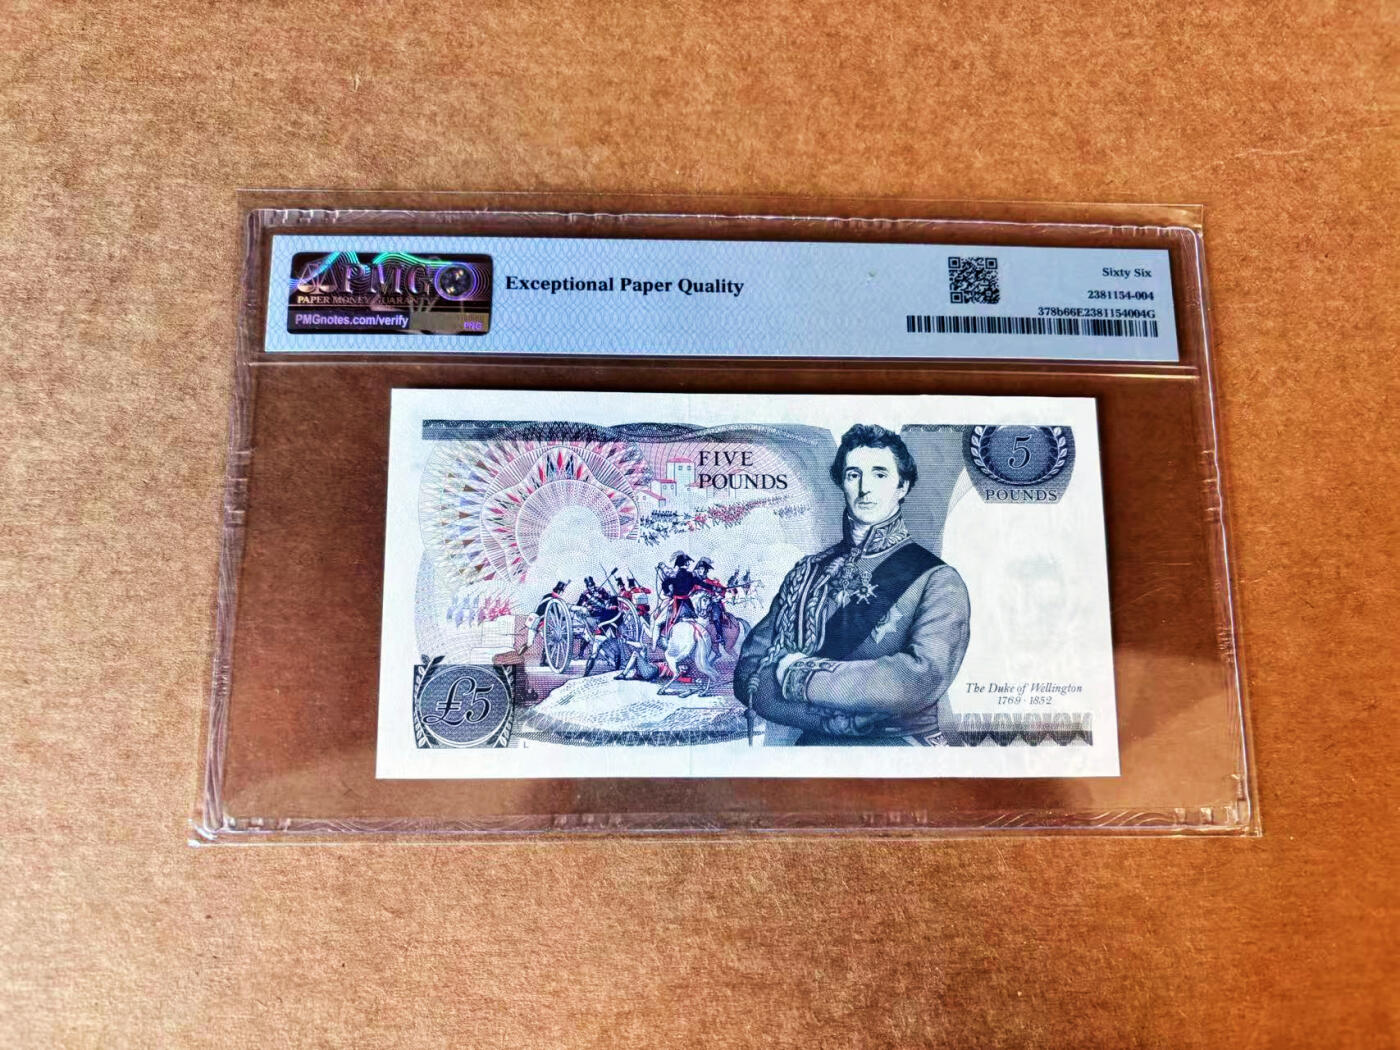 PMG
PAPER MONEY GUARANTY
PMGnotes.com/verify
Exceptional Paper Quality
Sixty Six
2381154-004
378b66E2381154004G
FIVE
POUNDS
5
POUNDS
£5
The Duke of Wellington
1769 - 1852
L